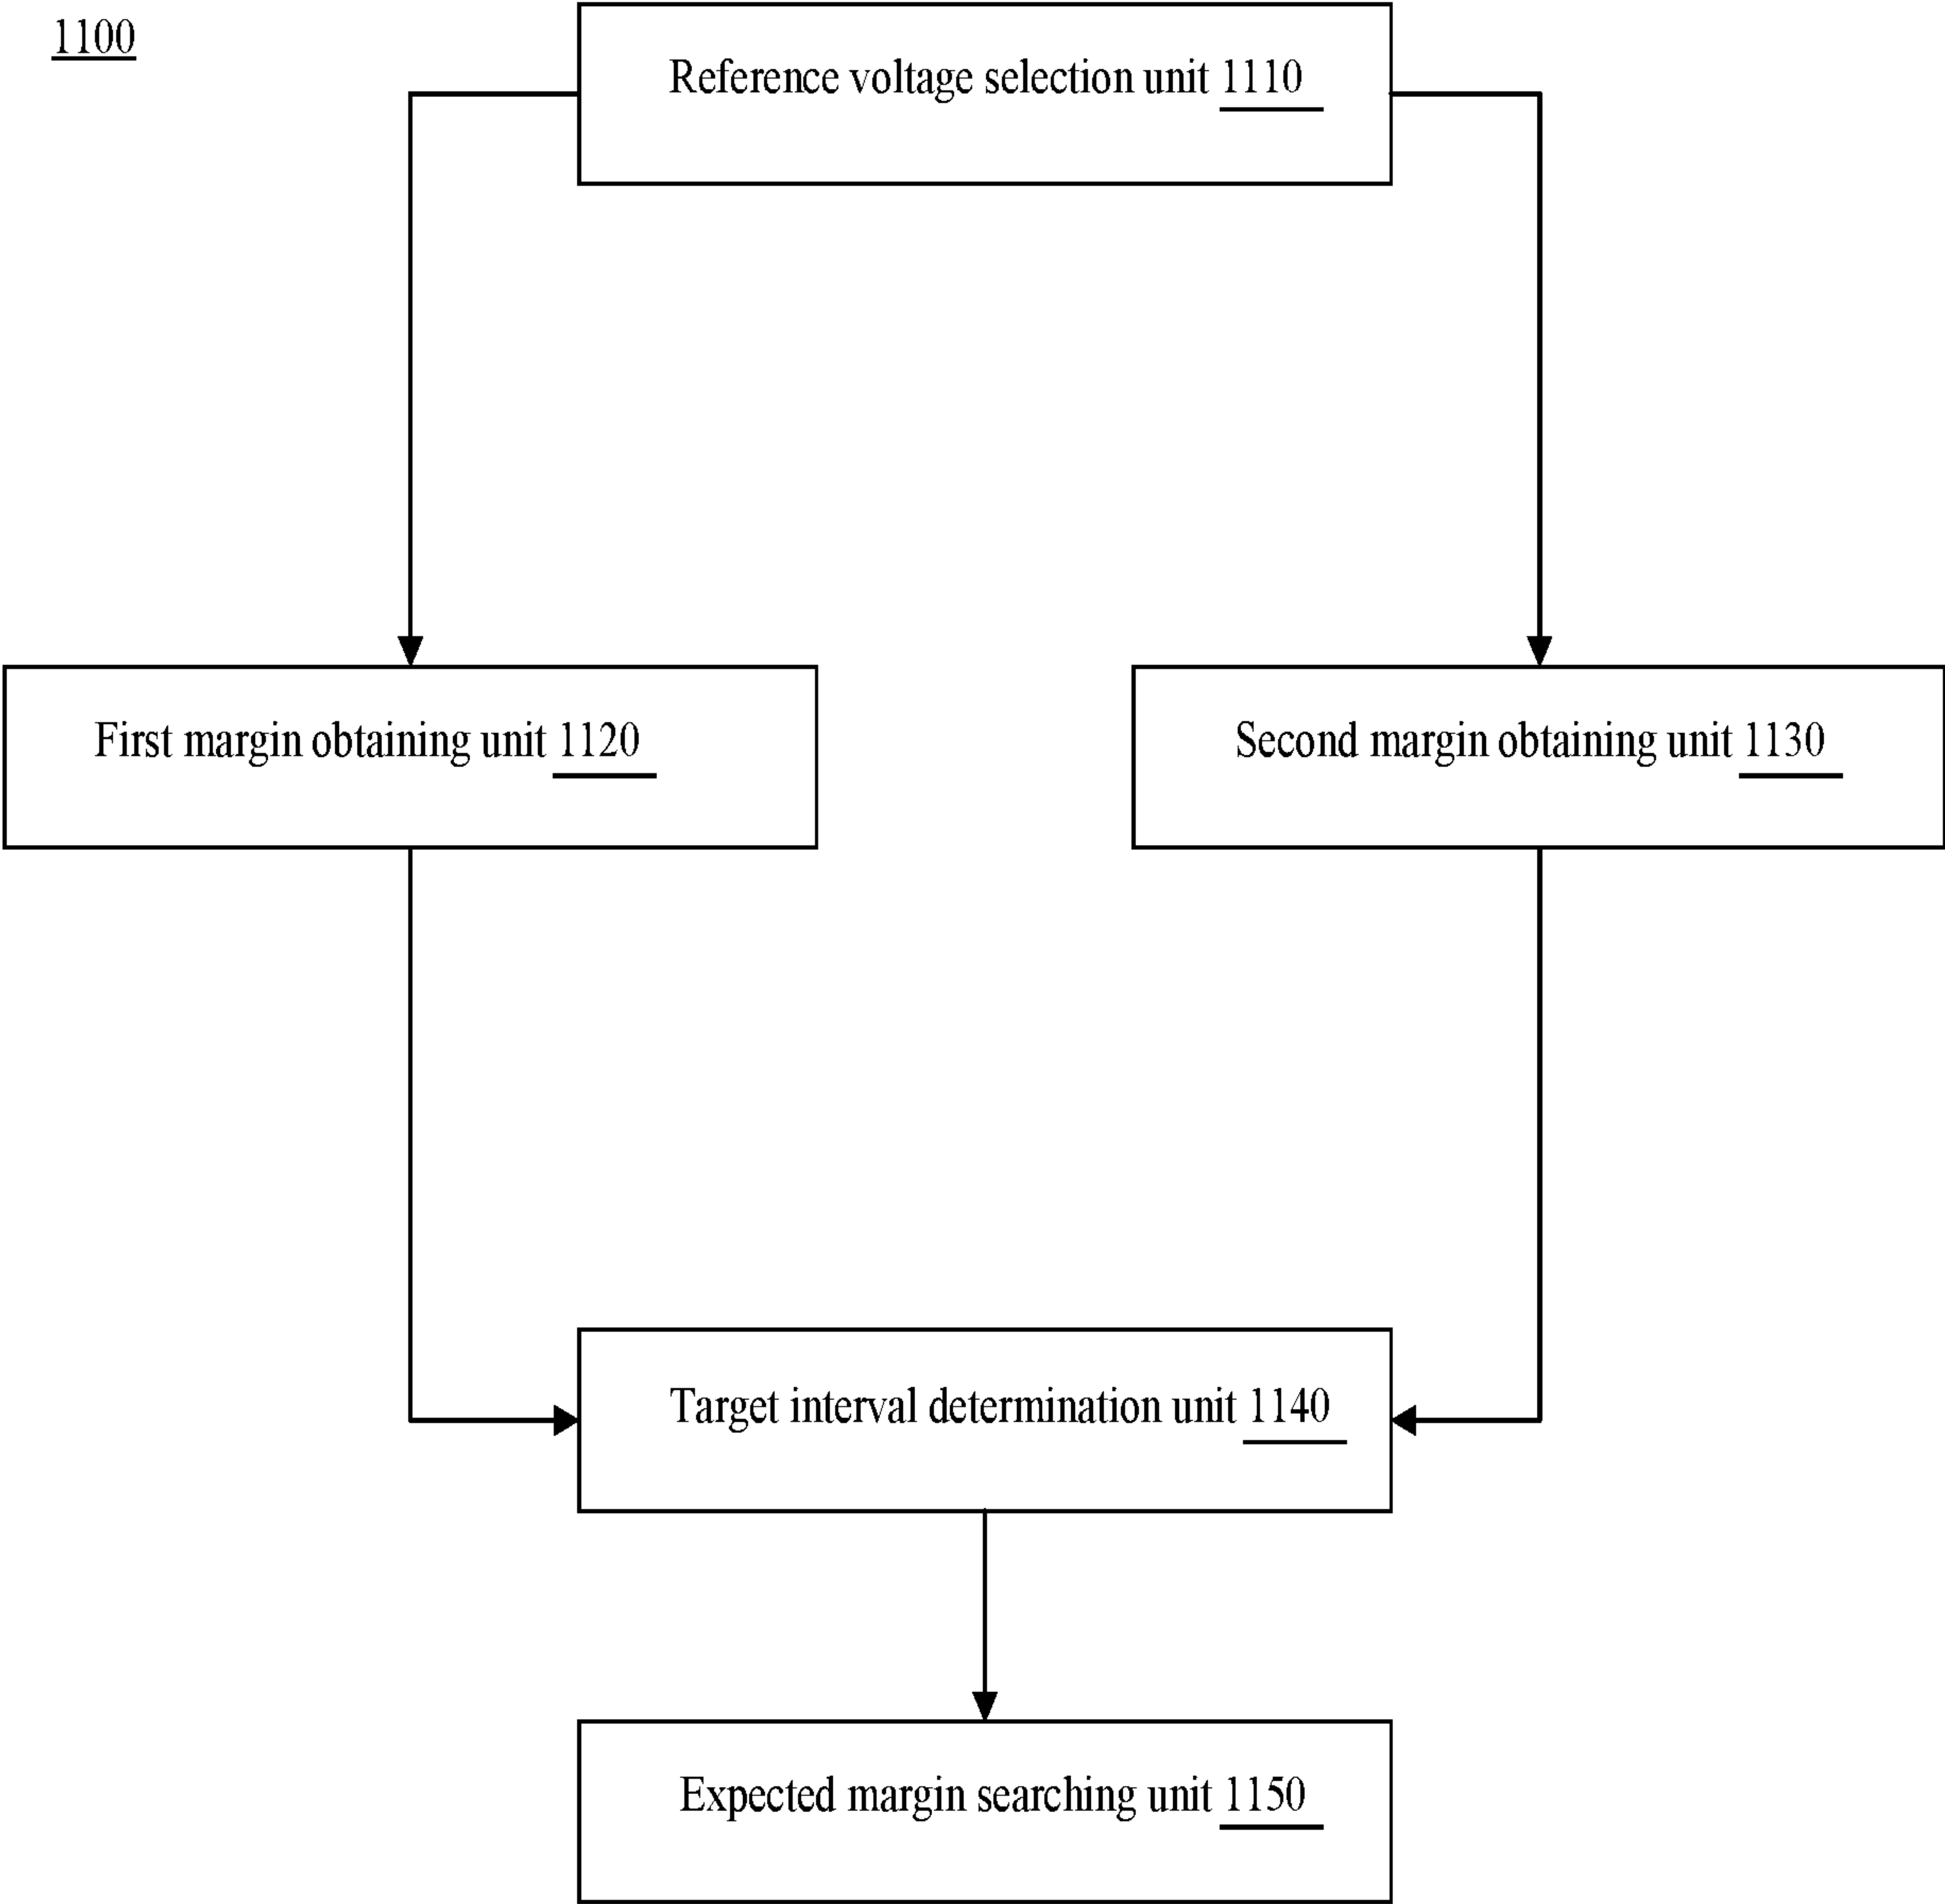 1100
Reference voltage selection unit 1110
First margin obtaining unit 1120
Second margin obtaining unit 1130
Target interval determination unit 1140
Expected margin searching unit 1150